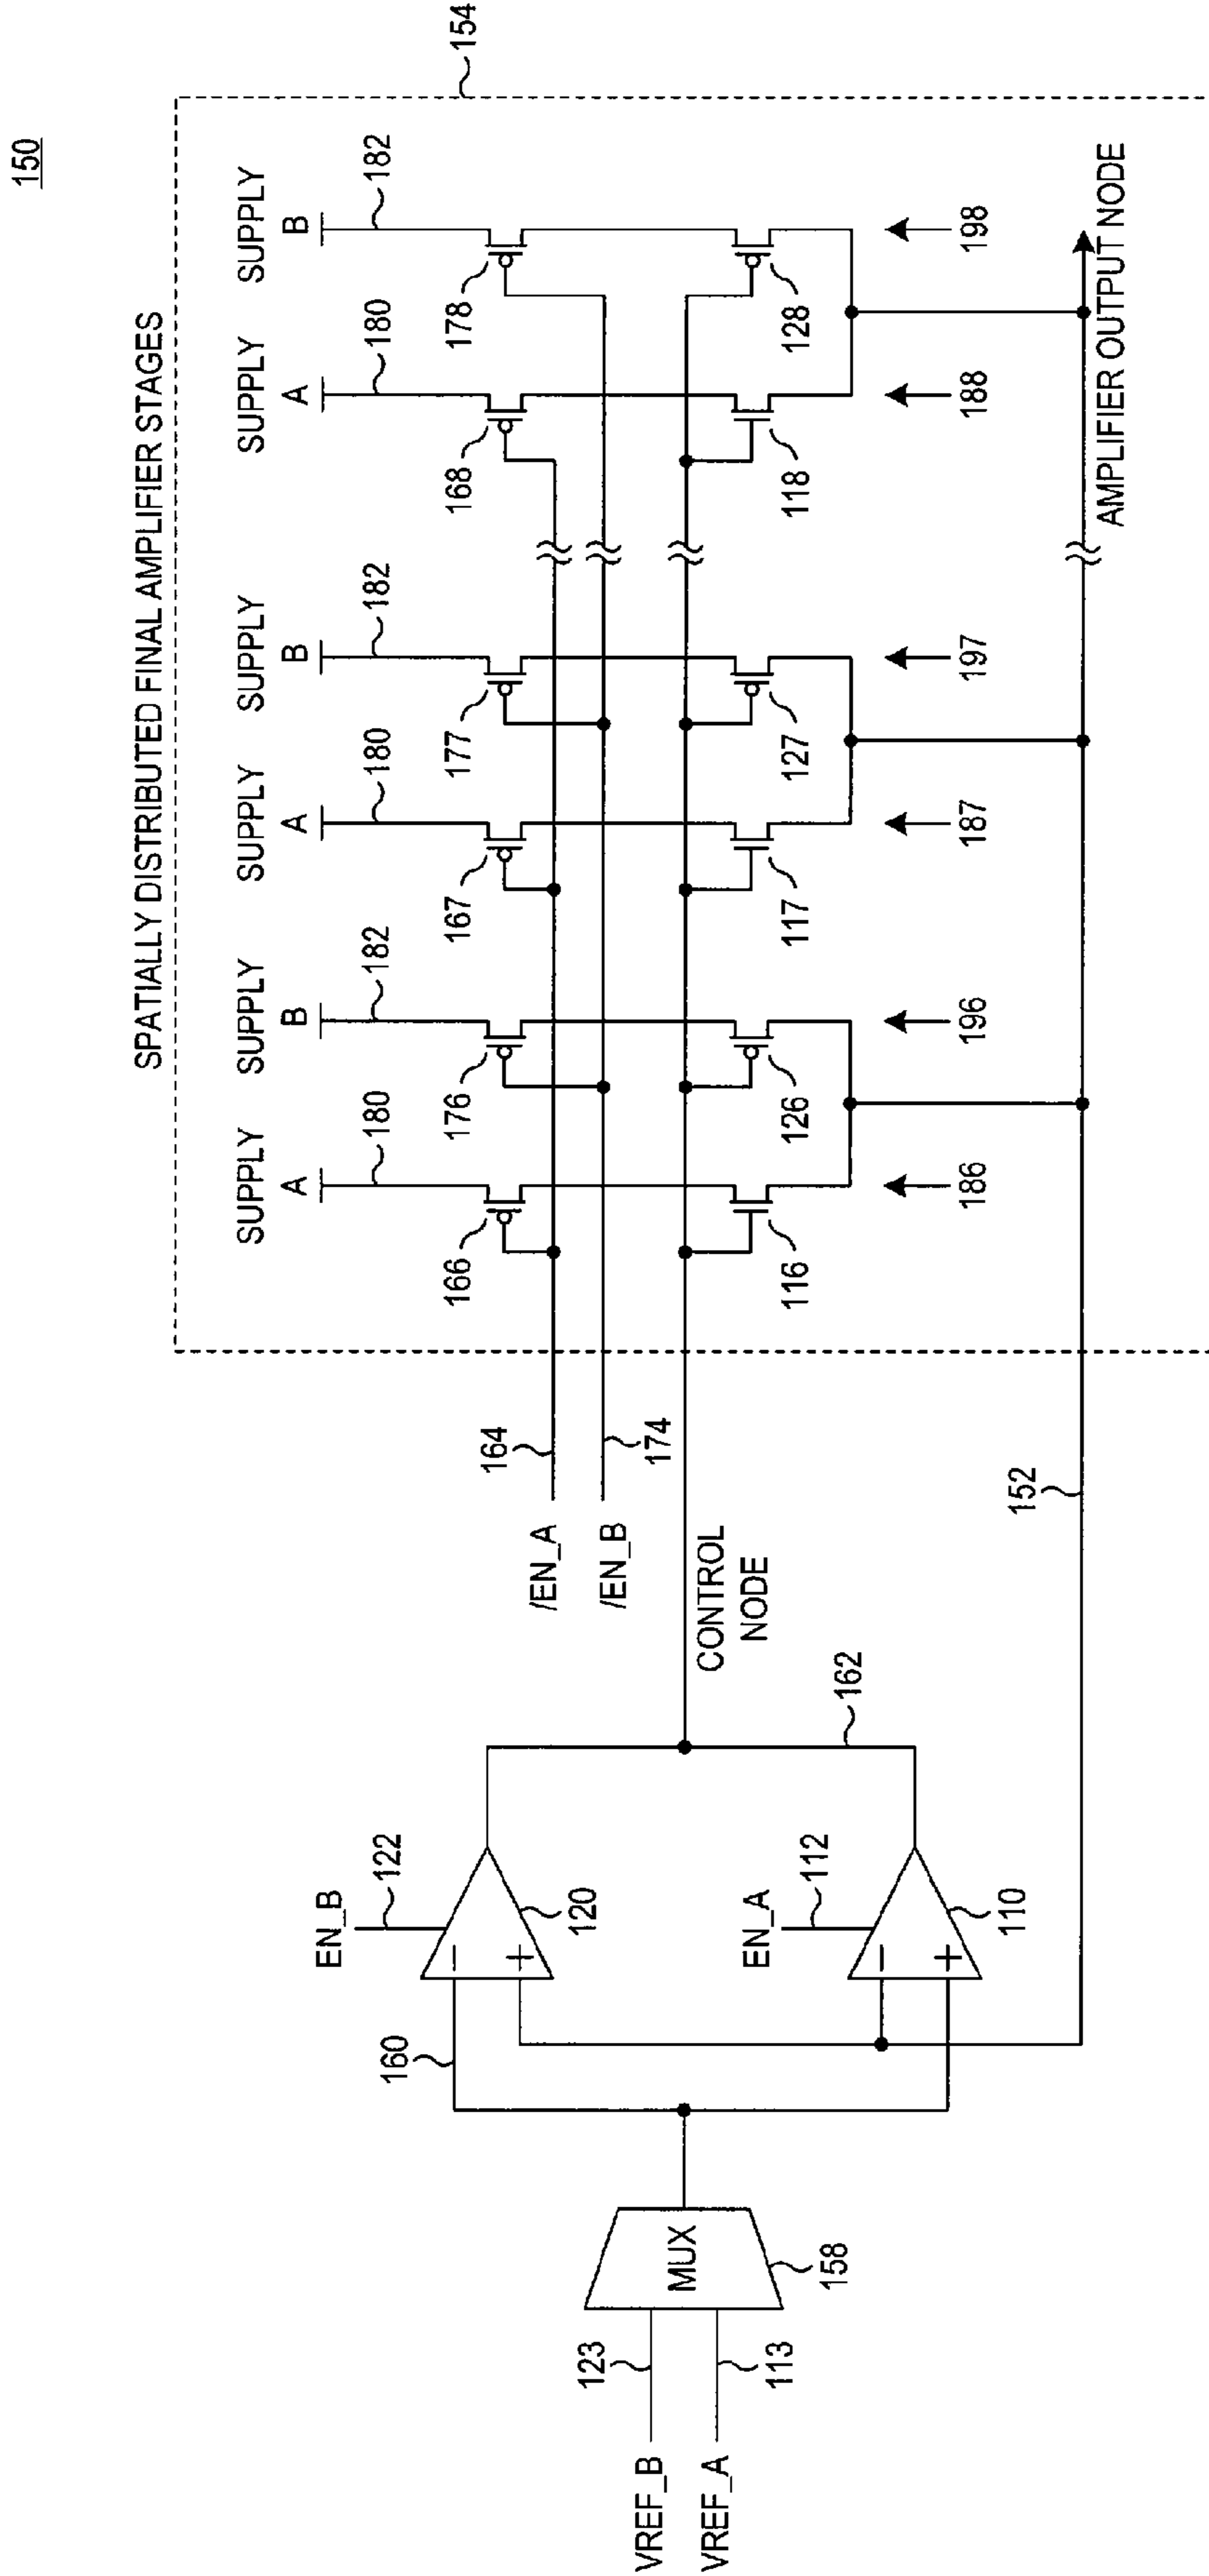 150
SPATIALLY DISTRIBUTED FINAL AMPLIFIER STAGES
154
SUPPLY A
SUPPLY B
SUPPLY A
SUPPLY B
SUPPLY A
SUPPLY B
180
182
180
182
180
182
166
176
167
177
168
178
EN_B
122
164
/EN_A
/EN_B
174
160
120
CONTROL
NODE
116
126
117
127
118
128
VREF_B
123
MUX
158
VREF_A
113
162
EN_A
112
110
186
196
187
197
188
198
152
AMPLIFIER OUTPUT NODE